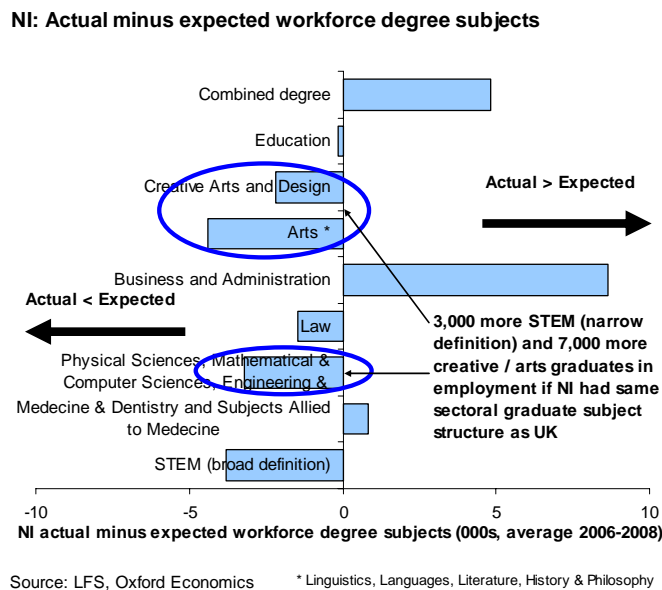 NI: Actual minus expected workforce degree subjects
Combined degree
Education
Creative Arts and Design
Actual > Expected
Arts *
Business and Administration
Actual < Expected
Law
3,000 more STEM (narrow
definition) and 7,000 more
creative / arts graduates in
employment if NI had same
sectoral graduate subject
structure as UK
Physical Sciences, Mathematical &
Computer Sciences, Engineering &
Medecine & Dentistry and Subjects Allied
to Medecine
STEM (broad definition)
-10 -5 0 5 10
NI actual minus expected workforce degree subjects (000s, average 2006-2008)
Source: LFS, Oxford Economics
* Linguistics, Languages, Literature, History & Philosophy